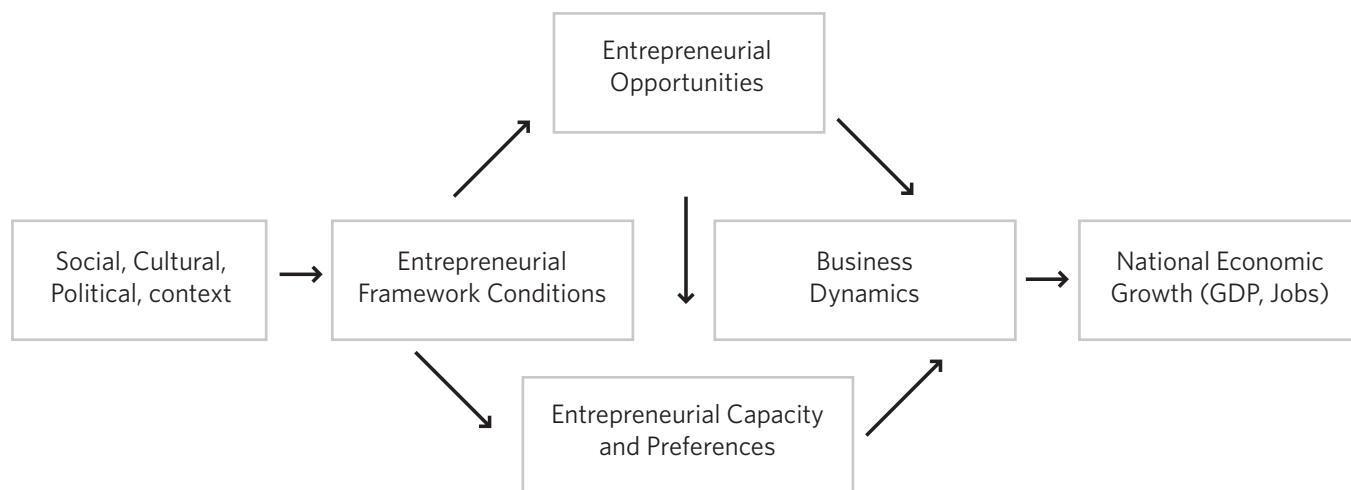 Entrepreneurial
Opportunities
Social, Cultural,
Political, context
Entrepreneurial
Framework Conditions
Business
Dynamics
National Economic
Growth (GDP, Jobs)
Entrepreneurial Capacity
and Preferences